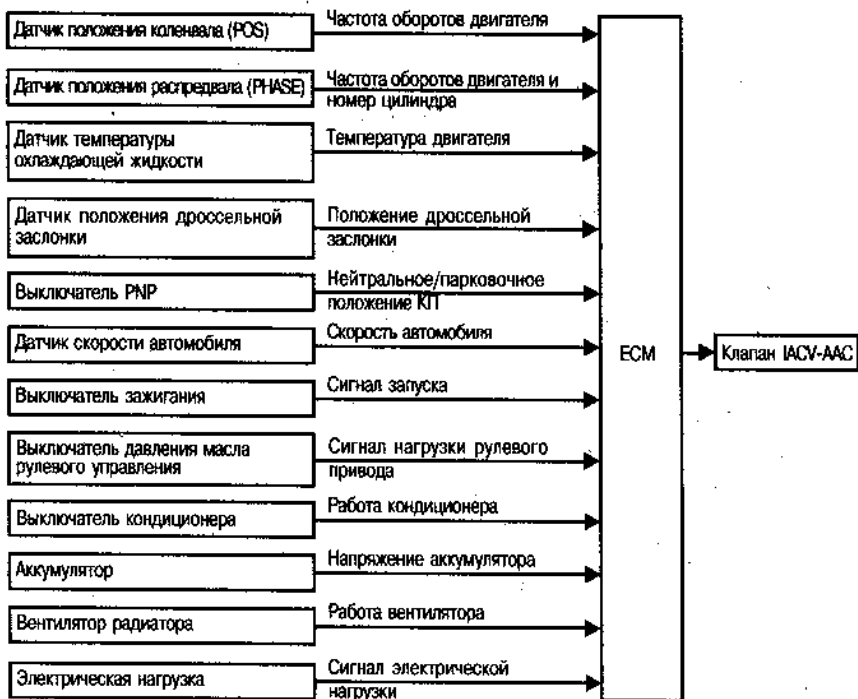 Датчик положения коленвала (POS)
Частота оборотов двигателя
Датчик положения распредвала (PHASE)
Частота оборотов двигателя и
номер цилиндра
Датчик температуры
охлаждающей жидкости
Температура двигателя
Датчик положения дроссельной
заслонки
Положение дроссельной
заслонки
Выключатель PNP
Нейтральное/парковочное
положение КП
Датчик скорости автомобиля
Скорость автомобиля
ECM
Клапан IACV-AAC
Выключатель зажигания
Сигнал запуска
Выключатель давления масла
рулевого управления
Сигнал нагрузки рулевого
привода
Выключатель кондиционера
Работа кондиционера
Аккумулятор
Напряжение аккумулятора
Вентилятор радиатора
Работа вентилятора
Электрическая нагрузка
Сигнал электрической
нагрузки